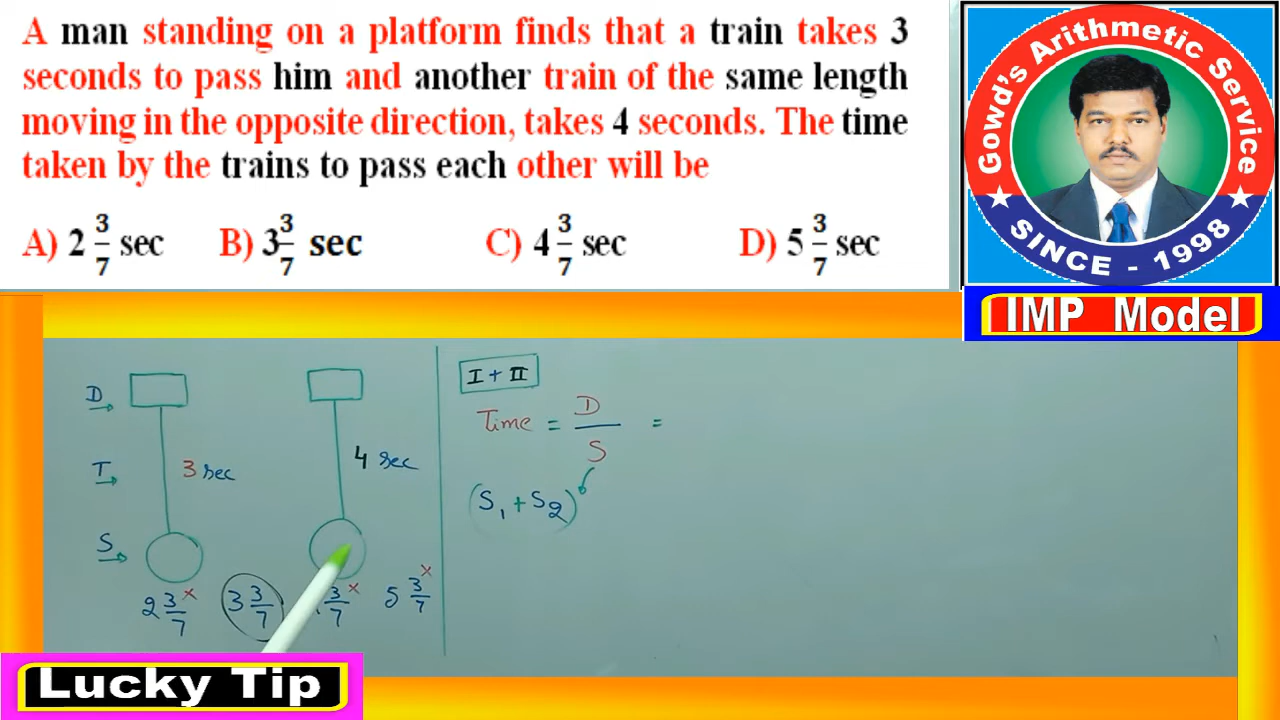 A man standing on a platform finds that a train takes 3
seconds to pass him and another train of the same length
moving in the opposite direction, takes 4 seconds. The time
taken by the trains to pass each other will be
A) 2 3/7 sec B) 3 3/7 sec C) 4 3/7 sec D) 5 3/7 sec
Gowd's Arithmetic Service
★ SINCE - 1998 ★
IMP Model
D →
T → 3 sec 4 sec
S →
2 3/7 x 3 3/7 3/7 x 5 3/7 x
I + II
Time = D/S =
(S1 + S2)
Lucky Tip